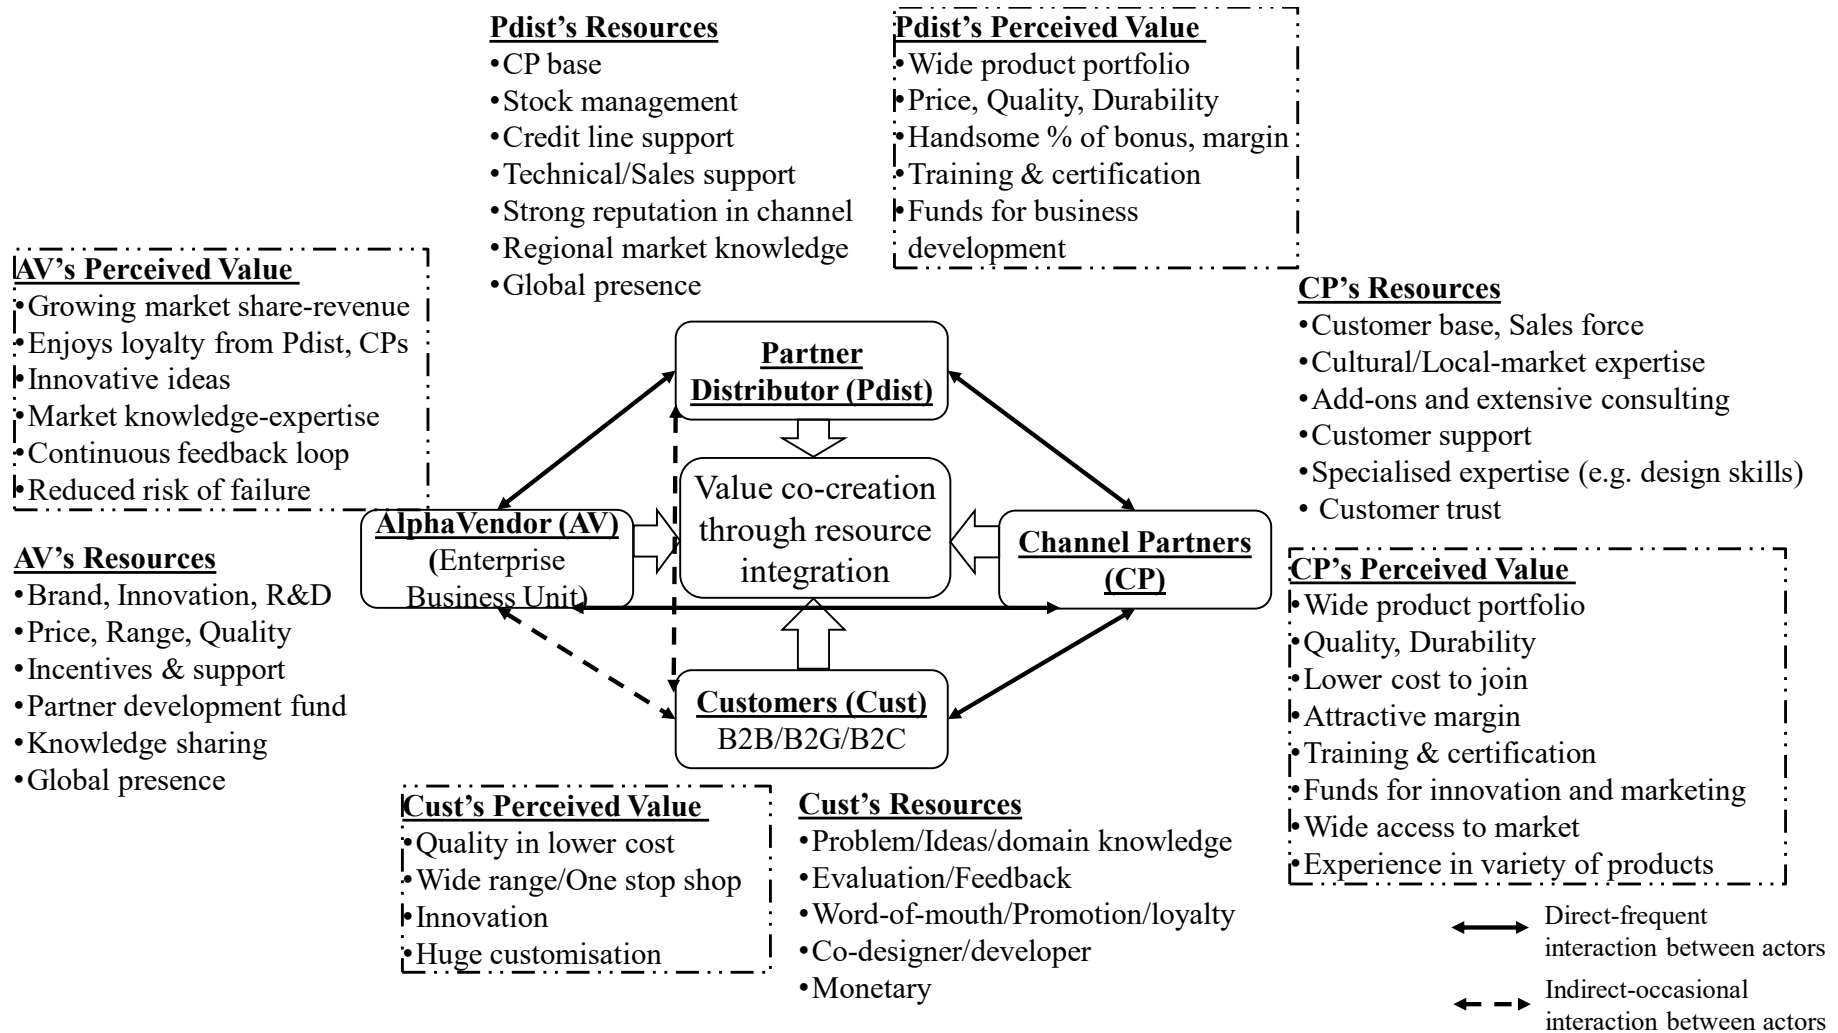 Pdist’s Resources
•CP base
•Stock management
•Credit line support
•Technical/Sales support
•Strong reputation in channel
•Regional market knowledge
•Global presence
Pdist’s Perceived Value
•Wide product portfolio
•Price, Quality, Durability
•Handsome % of bonus, margin
•Training & certification
•Funds for business
development
AV’s Perceived Value
•Growing market share-revenue
•Enjoys loyalty from Pdist, CPs
•Innovative ideas
•Market knowledge-expertise
•Continuous feedback loop
•Reduced risk of failure
CP’s Resources
•Customer base, Sales force
•Cultural/Local-market expertise
•Add-ons and extensive consulting
•Customer support
•Specialised expertise (e.g. design skills)
• Customer trust
Partner
Distributor (Pdist)
AlphaVendor (AV)
(Enterprise
Business Unit)
Value co-creation
through resource
integration
Channel Partners
(CP)
Customers (Cust)
B2B/B2G/B2C
AV’s Resources
•Brand, Innovation, R&D
•Price, Range, Quality
•Incentives & support
•Partner development fund
•Knowledge sharing
•Global presence
CP’s Perceived Value
•Wide product portfolio
•Quality, Durability
•Lower cost to join
•Attractive margin
•Training & certification
•Funds for innovation and marketing
•Wide access to market
•Experience in variety of products
Cust’s Perceived Value
•Quality in lower cost
•Wide range/One stop shop
•Innovation
•Huge customisation
Cust’s Resources
•Problem/Ideas/domain knowledge
•Evaluation/Feedback
•Word-of-mouth/Promotion/loyalty
•Co-designer/developer
•Monetary
Direct-frequent
interaction between actors
Indirect-occasional
interaction between actors